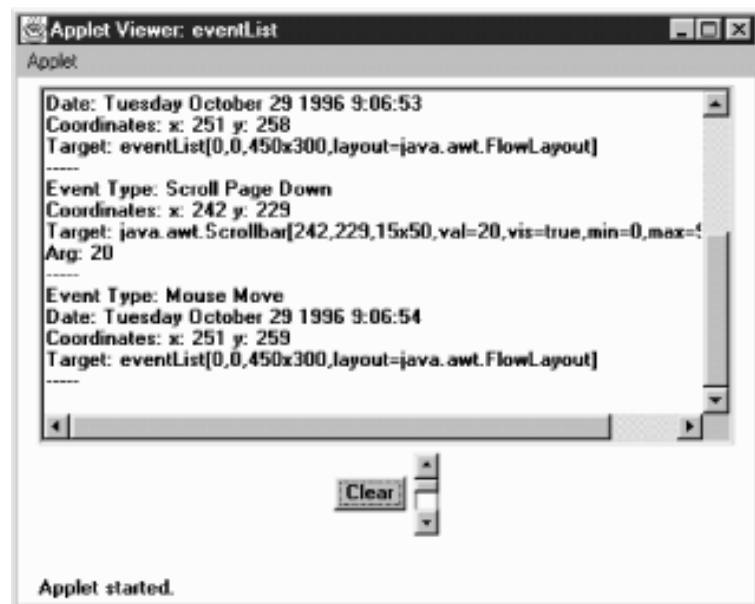 Applet Viewer: eventList
Applet
Date: Tuesday October 29 1996 9:06:53
Coordinates: x: 251 y: 258
Target: eventList[0,0,450x300,layout=java.awt.FlowLayout]
-----
Event Type: Scroll Page Down
Coordinates: x: 242 y: 229
Target: java.awt.Scrollbar[242,229,15x50,val=20,vis=true,min=0,max=
Arg: 20
-----
Event Type: Mouse Move
Date: Tuesday October 29 1996 9:06:54
Coordinates: x: 251 y: 259
Target: eventList[0,0,450x300,layout=java.awt.FlowLayout]
-----
Clear
Applet started.